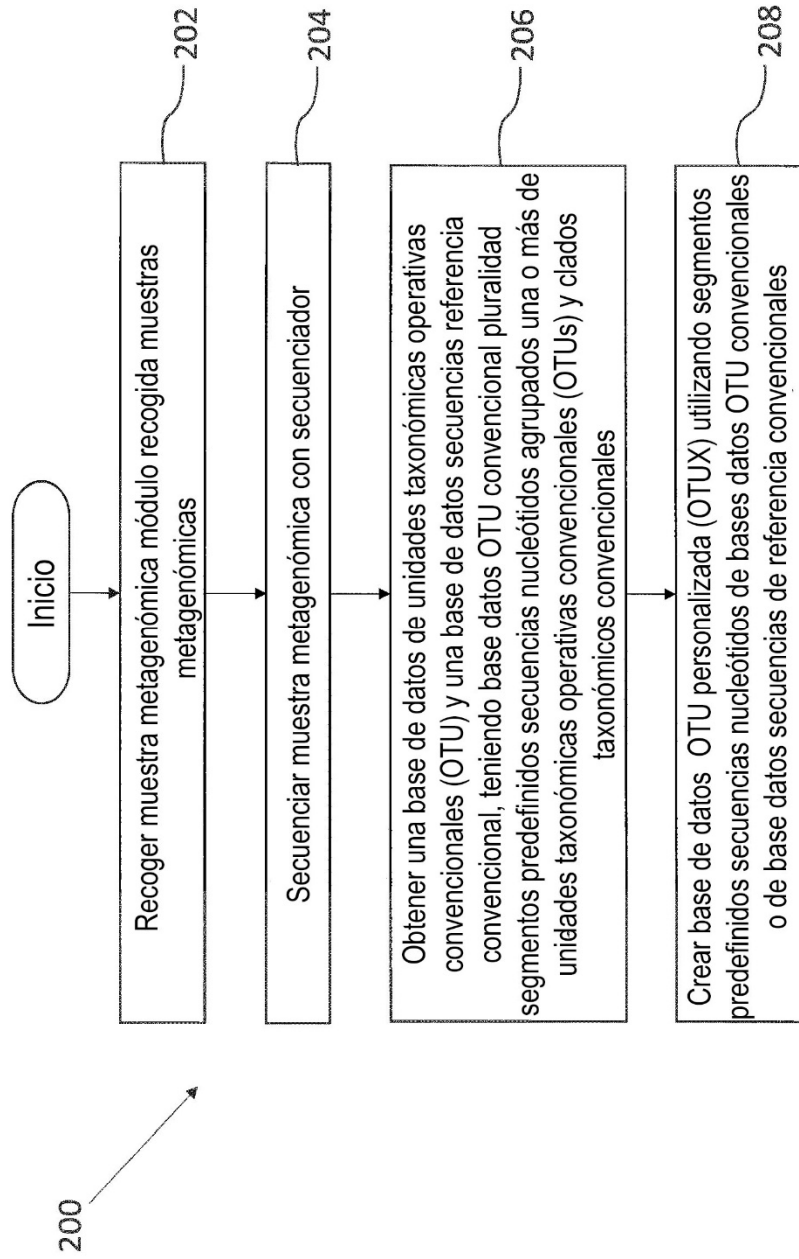 200
Inicio
Recoger muestra metagenómica módulo recogida muestras
metagenómicas
202
Secuenciar muestra metagenómica con secuenciador
204
Obtener una base de datos de unidades taxonómicas operativas
convencionales (OTU) y una base de datos secuencias referencia
convencional, teniendo base datos OTU convencional pluralidad
segmentos predefinidos secuencias nucleótidos agrupados una o más de
unidades taxonómicas operativas convencionales (OTUs) y clados
taxonómicos convencionales
206
Crear base de datos OTU personalizada (OTUX) utilizando segmentos
predefinidos secuencias nucleótidos de bases datos OTU convencionales
o de base datos secuencias de referencia convencionales
208